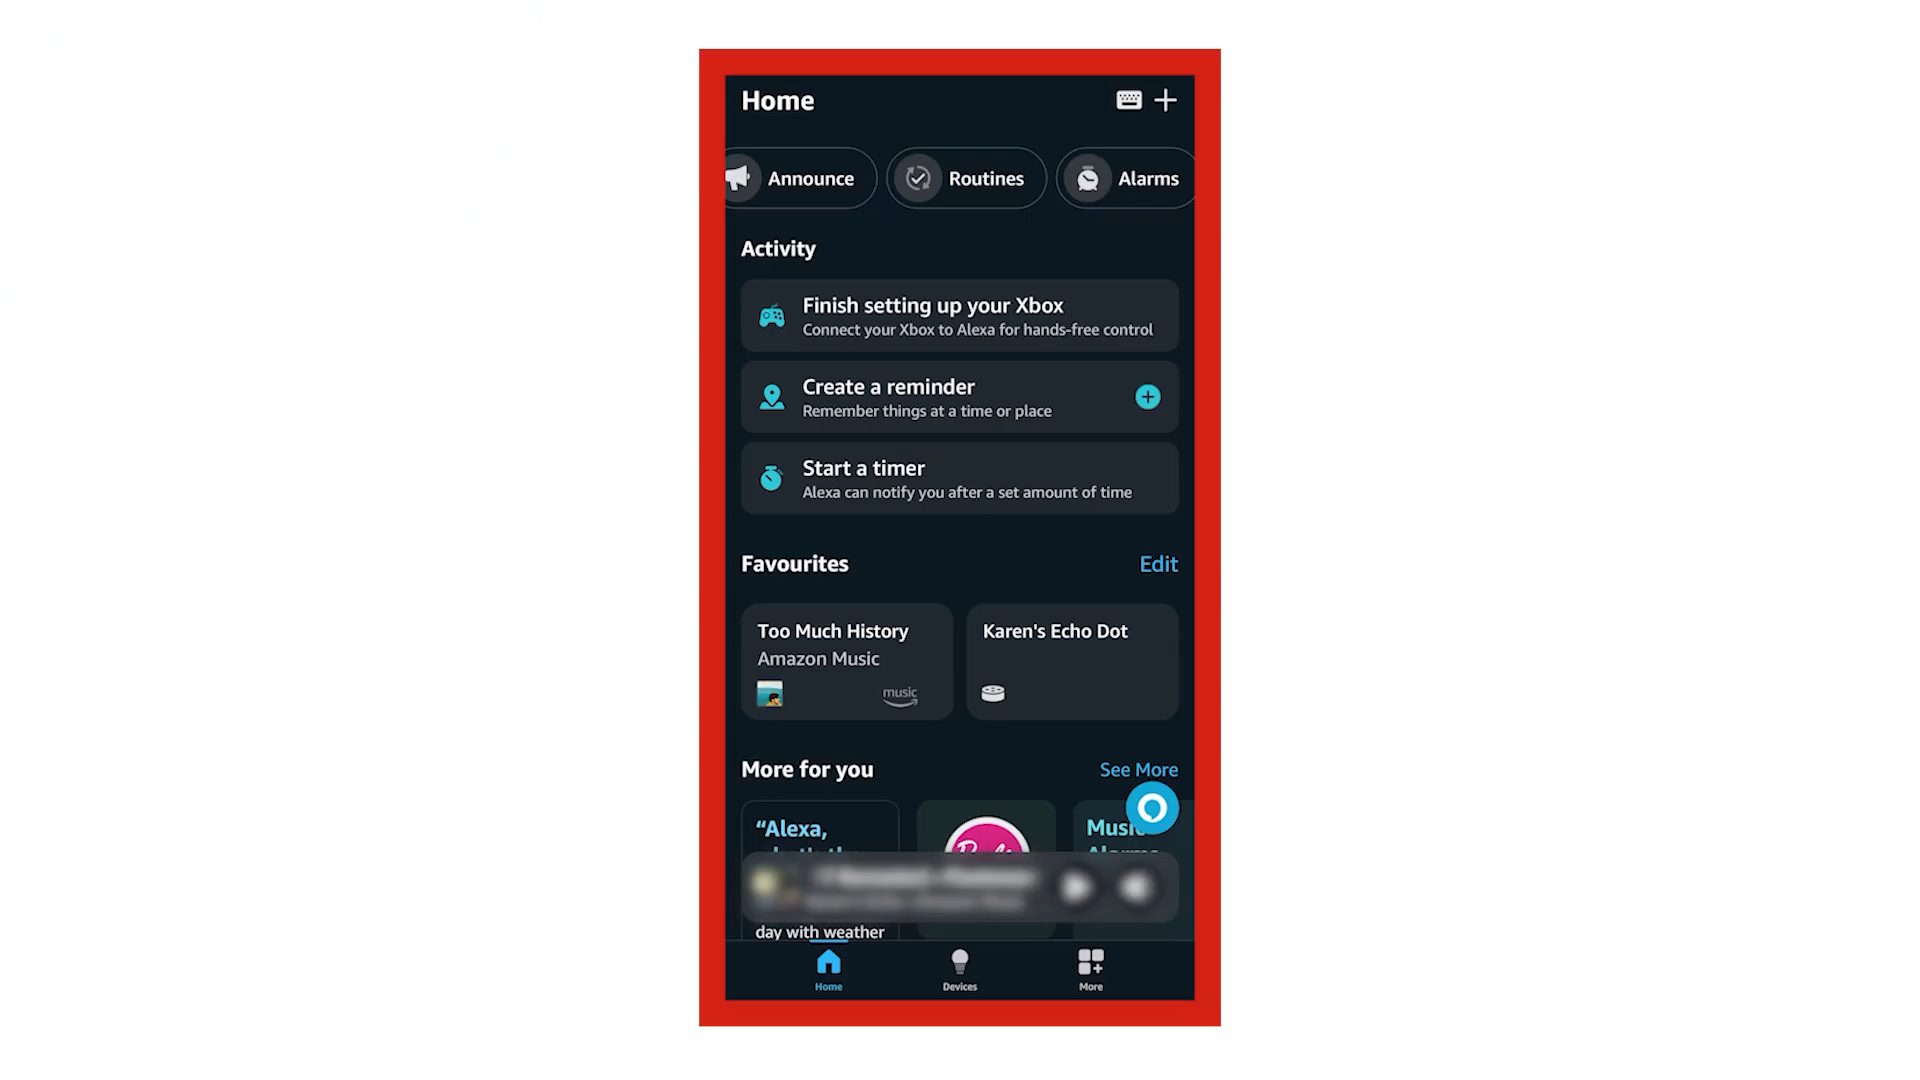 Home
Announce
Routines
Alarms
Activity
Finish setting up your Xbox
Connect your Xbox to Alexa for hands-free control
Create a reminder
Remember things at a time or place
Start a timer
Alexa can notify you after a set amount of time
Favourites
Edit
Too Much History
Amazon Music
music
Karen's Echo Dot
More for you
See More
“Alexa,
day with weather
Music
Alarms
Home
Devices
More